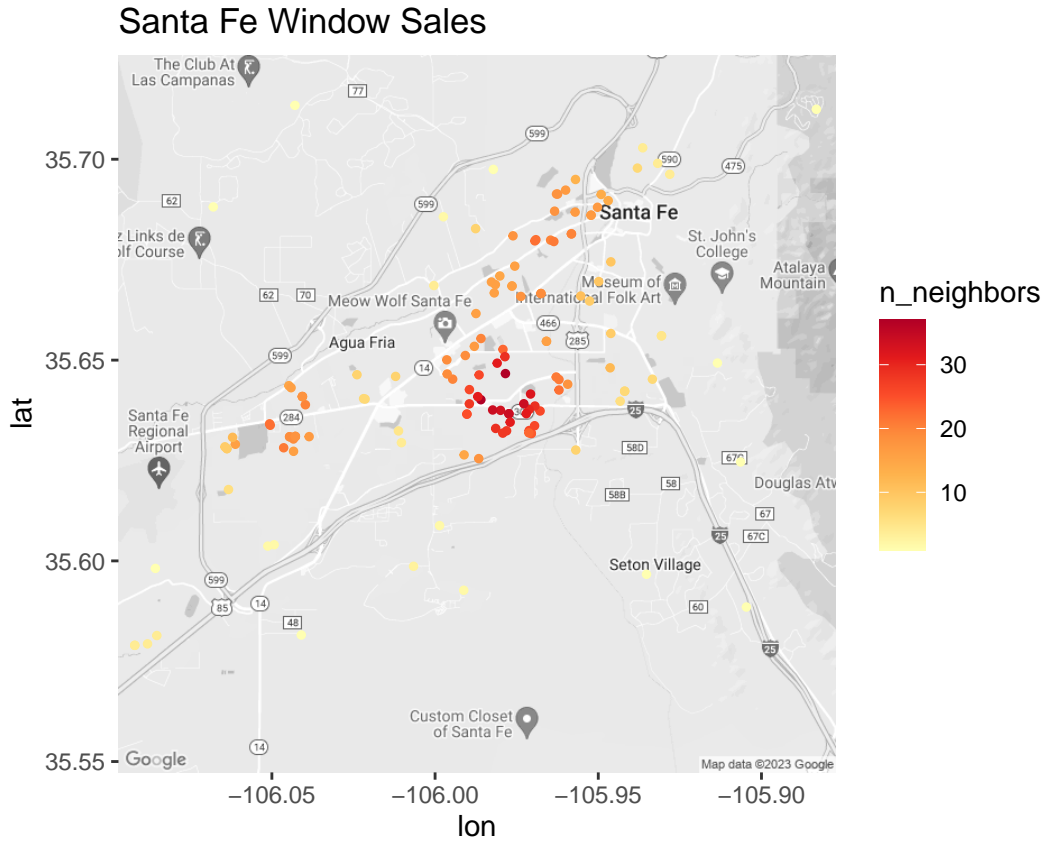 Santa Fe Window Sales
The Club At
Las Campanas
77
599
590
475
62
599
Santa Fe
z Links de
olf Course
St. John's
College
Atalaya
Mountain
Museum of
International Folk Art
62
70
Meow Wolf Santa Fe
466
285
Agua Fria
599
14
Santa Fe
Regional
Airport
284
25
58D
58
58B
Douglas Atw
67
67C
25
Seton Village
599
85
14
48
60
25
Custom Closet
of Santa Fe
14
Google
Map data ©2023 Google
35.70
35.65
35.60
35.55
lat
−106.05
−106.00
−105.95
−105.90
lon
n_neighbors
30
20
10